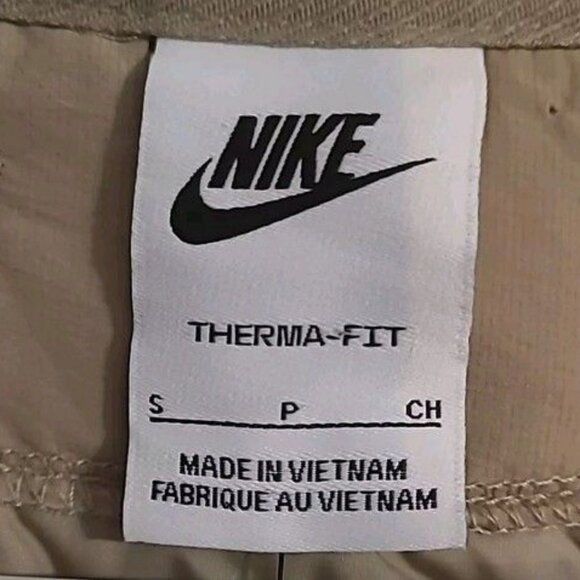 NIKE
THERMA-FIT
S P CH
MADE IN VIETNAM
FABRIQUE AU VIETNAM